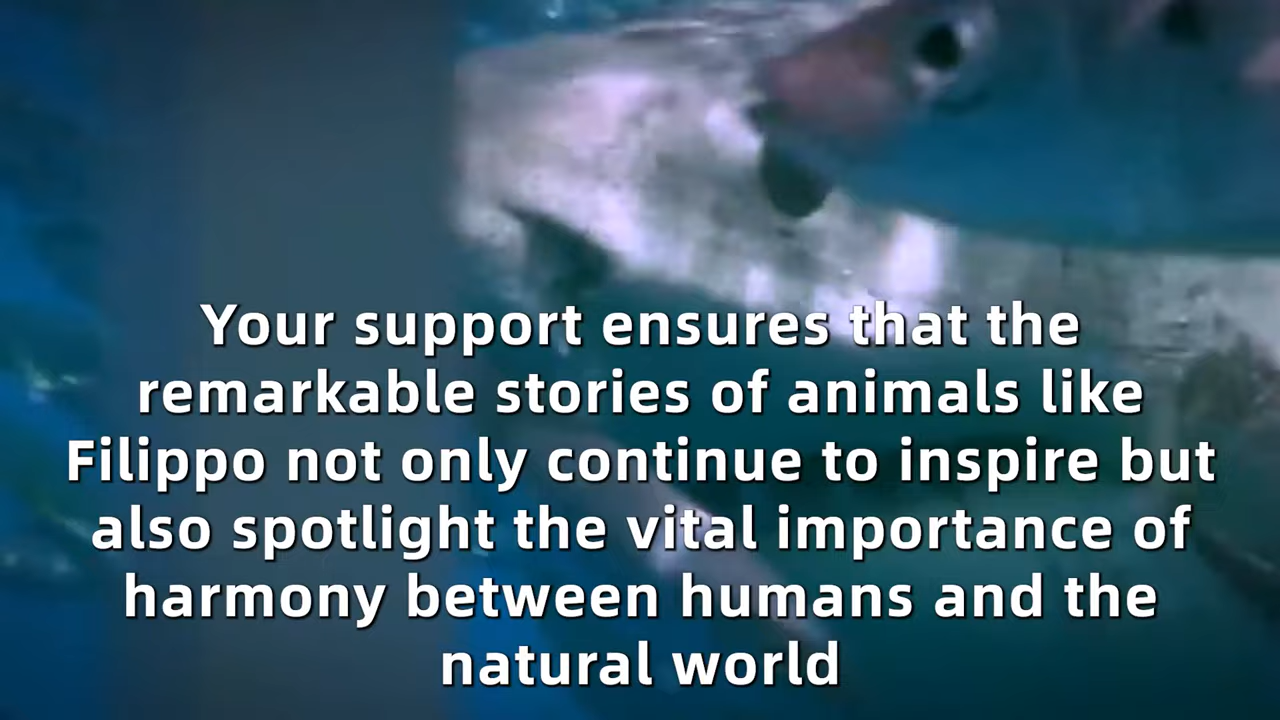 Your support ensures that the
remarkable stories of animals like
Filippo not only continue to inspire but
also spotlight the vital importance of
harmony between humans and the
natural world